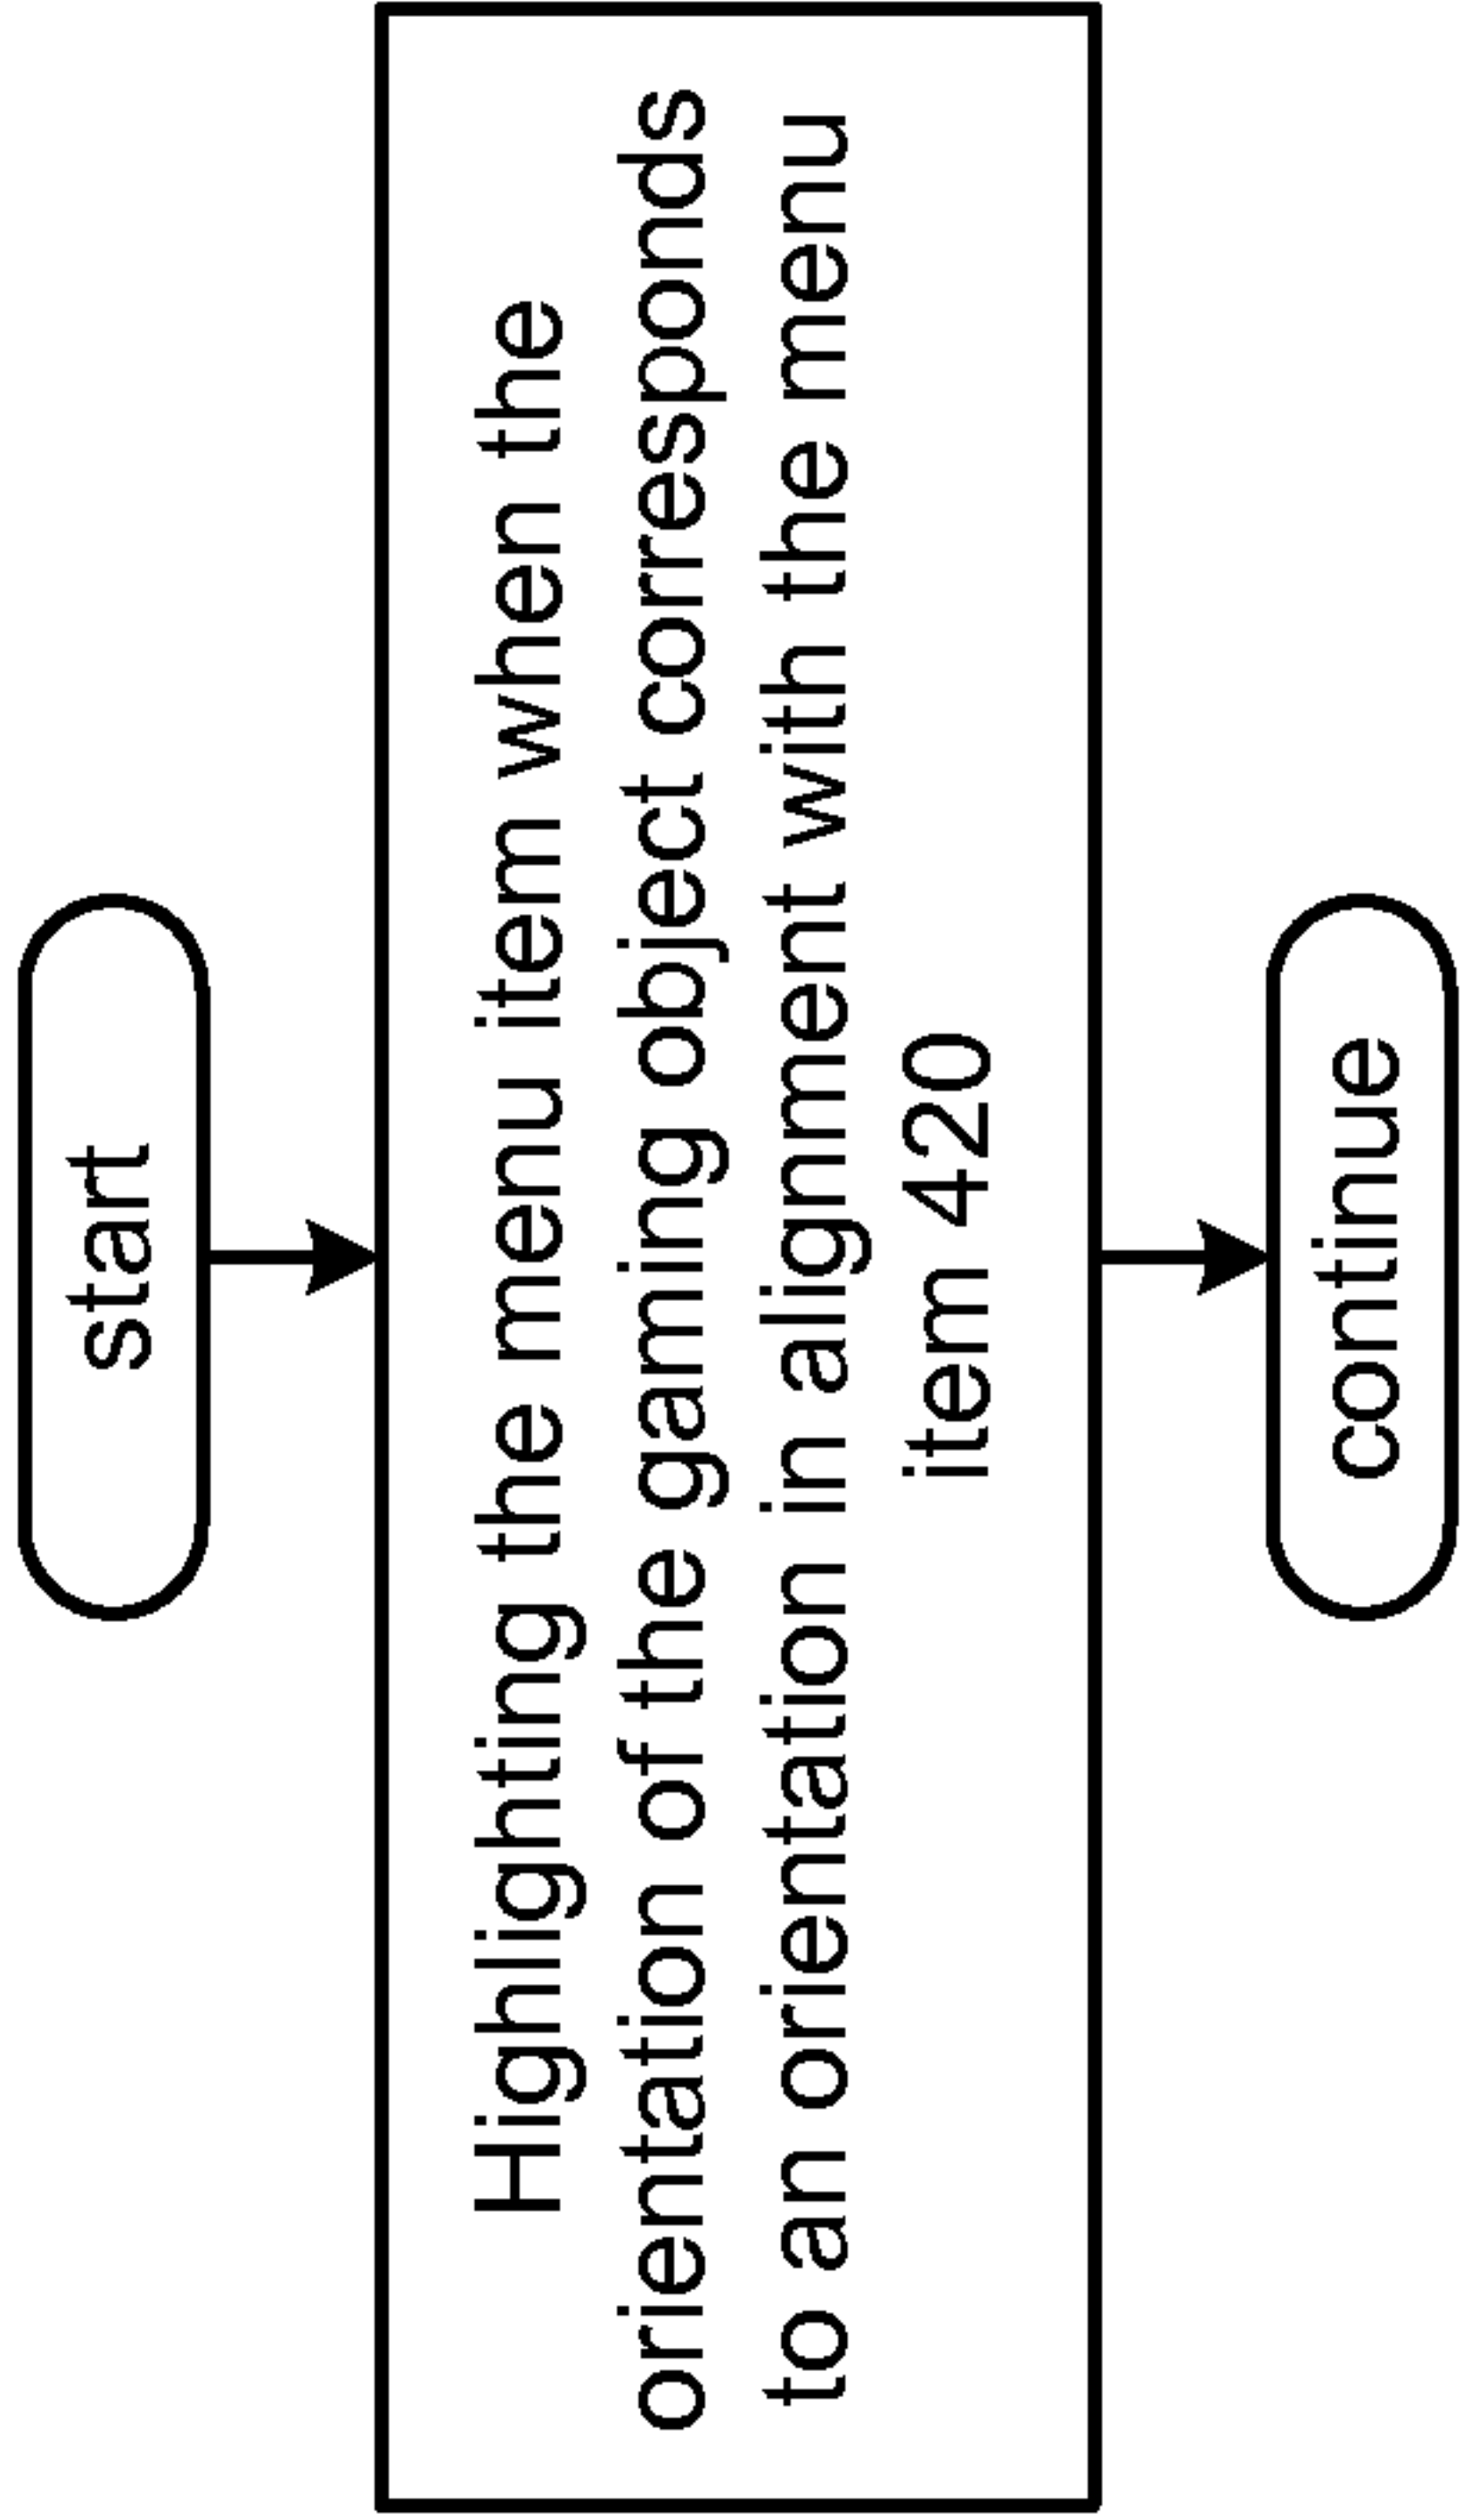 start
Highlighting the menu item when the
orientation of the gaming object corresponds
to an orientation in alignment with the menu
item 420
continue